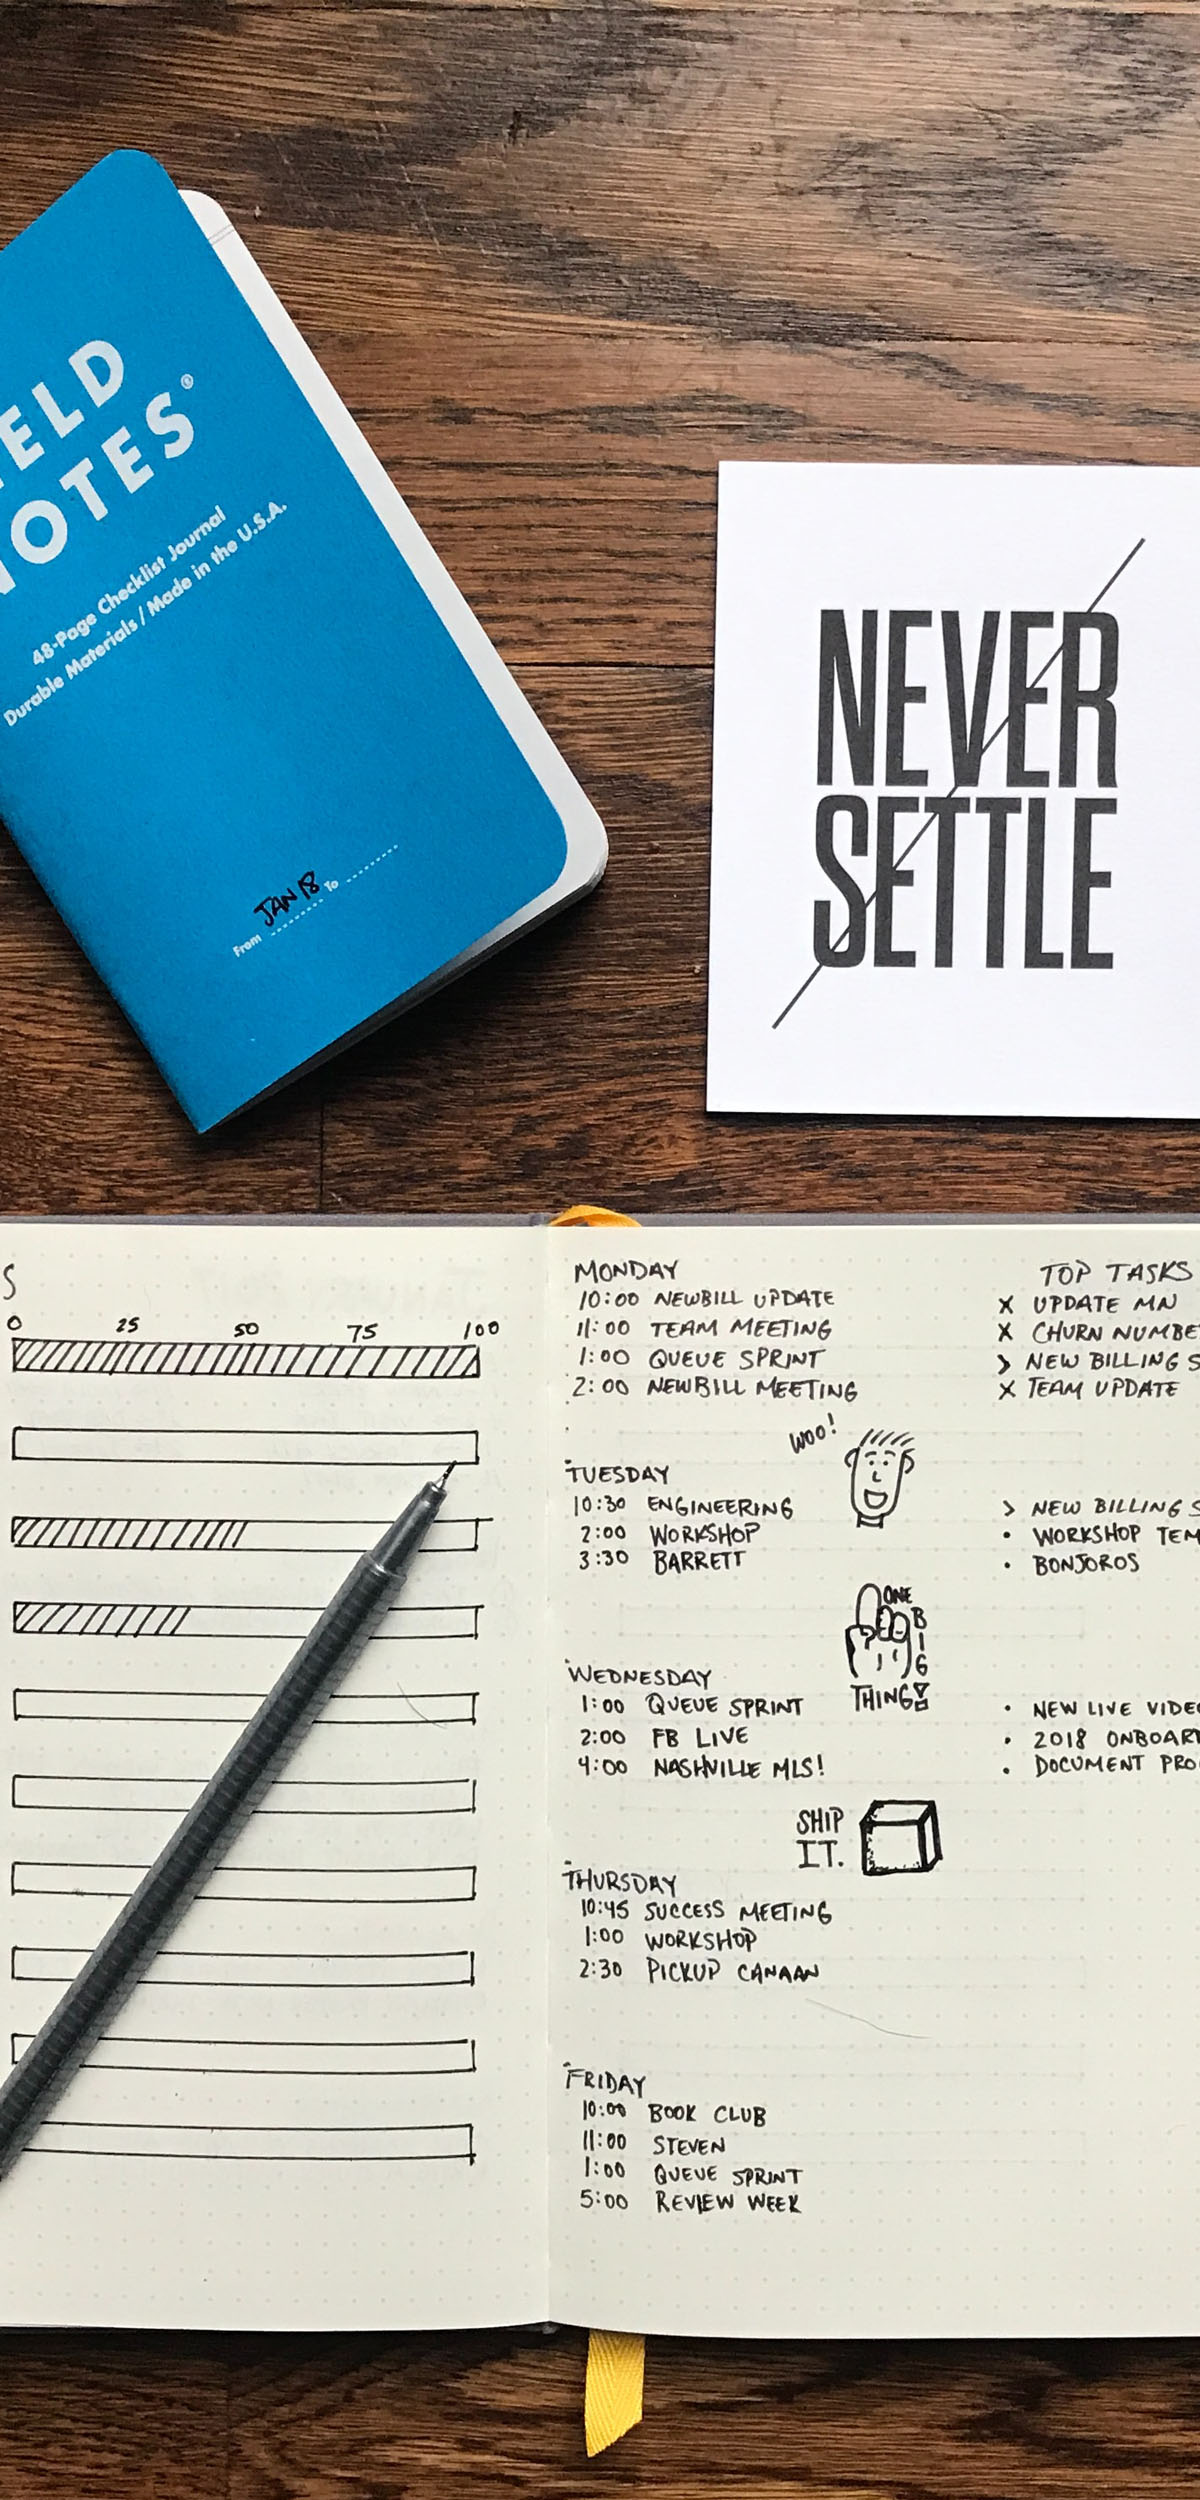 ELD
NOTES®
48-Page Checklist Journal
Durable Materials / Made in the U.S.A.
From JAN 18 To
NEVER
SETTLE
S
0 25 50 75 100
MONDAY
10:00 NEWBILL UPDATE
11:00 TEAM MEETING
1:00 QUEUE SPRINT
2:00 NEWBILL MEETING
WOO!
TUESDAY
10:30 ENGINEERING
2:00 WORKSHOP
3:30 BARRETT
ONE
BIG
THING!
WEDNESDAY
1:00 QUEUE SPRINT
2:00 FB LIVE
4:00 NASHVILLE MLS!
SHIP
IT.
THURSDAY
10:45 SUCCESS MEETING
1:00 WORKSHOP
2:30 PICKUP CANAAN
FRIDAY
10:00 BOOK CLUB
11:00 STEVEN
1:00 QUEUE SPRINT
5:00 REVIEW WEEK
TOP TASKS
X UPDATE MN
X CHURN NUMBE
> NEW BILLING S
X TEAM UPDATE
> NEW BILLING S
• WORKSHOP TEM
• BONJOROS
• NEW LIVE VIDEO
• 2018 ONBOAR
• DOCUMENT PRO